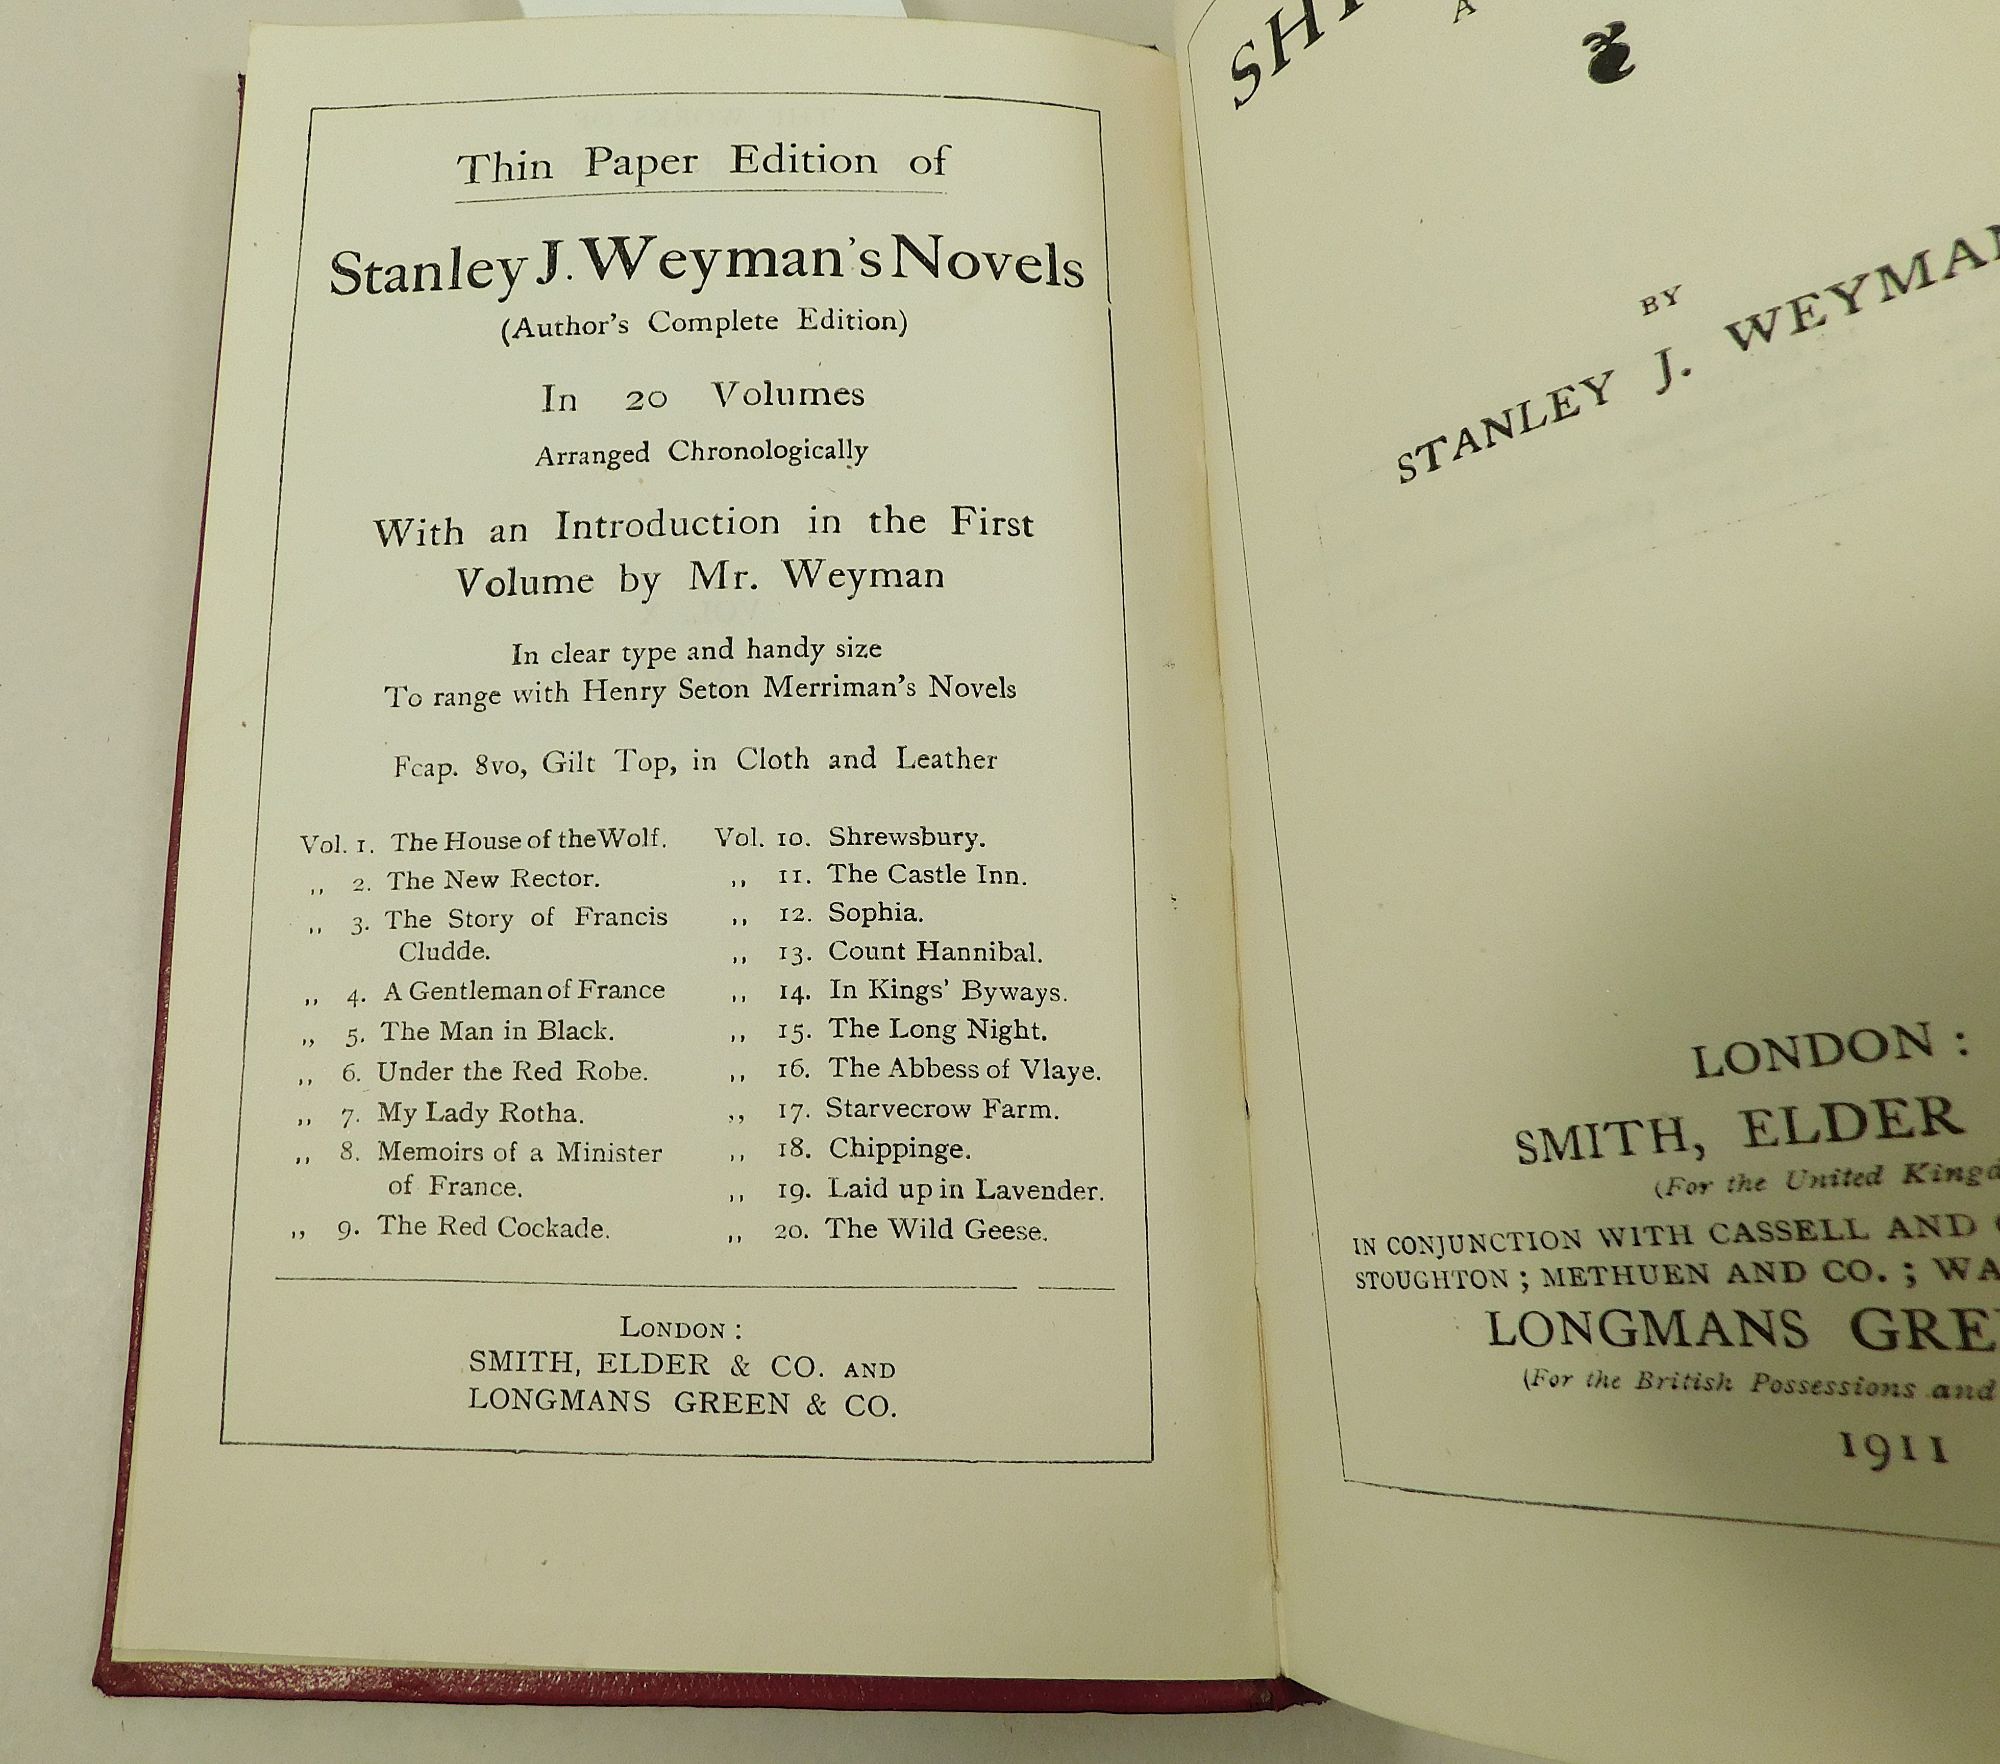 Thin Paper Edition of
Stanley J. Weyman's Novels
(Author's Complete Edition)
In 20 Volumes
Arranged Chronologically
With an Introduction in the First
Volume by Mr. Weyman
In clear type and handy size
To range with Henry Seton Merriman's Novels
Fcap. 8vo, Gilt Top, in Cloth and Leather
Vol. 1. The House of the Wolf.
,, 2. The New Rector.
,, 3. The Story of Francis
Cludde.
,, 4. A Gentleman of France
,, 5. The Man in Black.
,, 6. Under the Red Robe.
,, 7. My Lady Rotha.
,, 8. Memoirs of a Minister
of France.
,, 9. The Red Cockade.
Vol. 10. Shrewsbury.
,, 11. The Castle Inn.
,, 12. Sophia.
,, 13. Count Hannibal.
,, 14. In Kings' Byways.
,, 15. The Long Night.
,, 16. The Abbess of Vlaye.
,, 17. Starvecrow Farm.
,, 18. Chippinge.
,, 19. Laid up in Lavender.
,, 20. The Wild Geese.
LONDON:
SMITH, ELDER & CO. AND
LONGMANS GREEN & CO.
A
BY
STANLEY J. WEYMAN
LONDON:
SMITH, ELDER
(For the United
IN CONJUNCTION WITH CASSELL AND
STOUGHTON; METHUEN AND CO.;
LONGMANS
(For the British Possessions and
1911